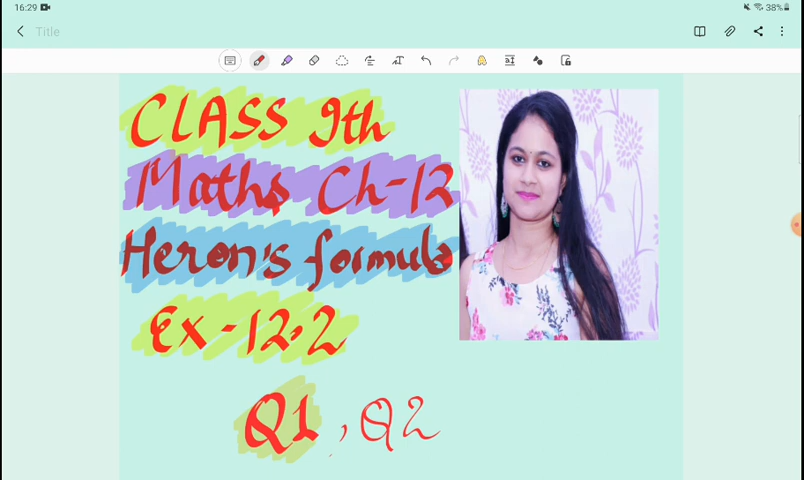 16:29
38%
Title
CLASS 9th
Maths Ch-12
Heron's formula
Ex-12.2
Q1, Q2